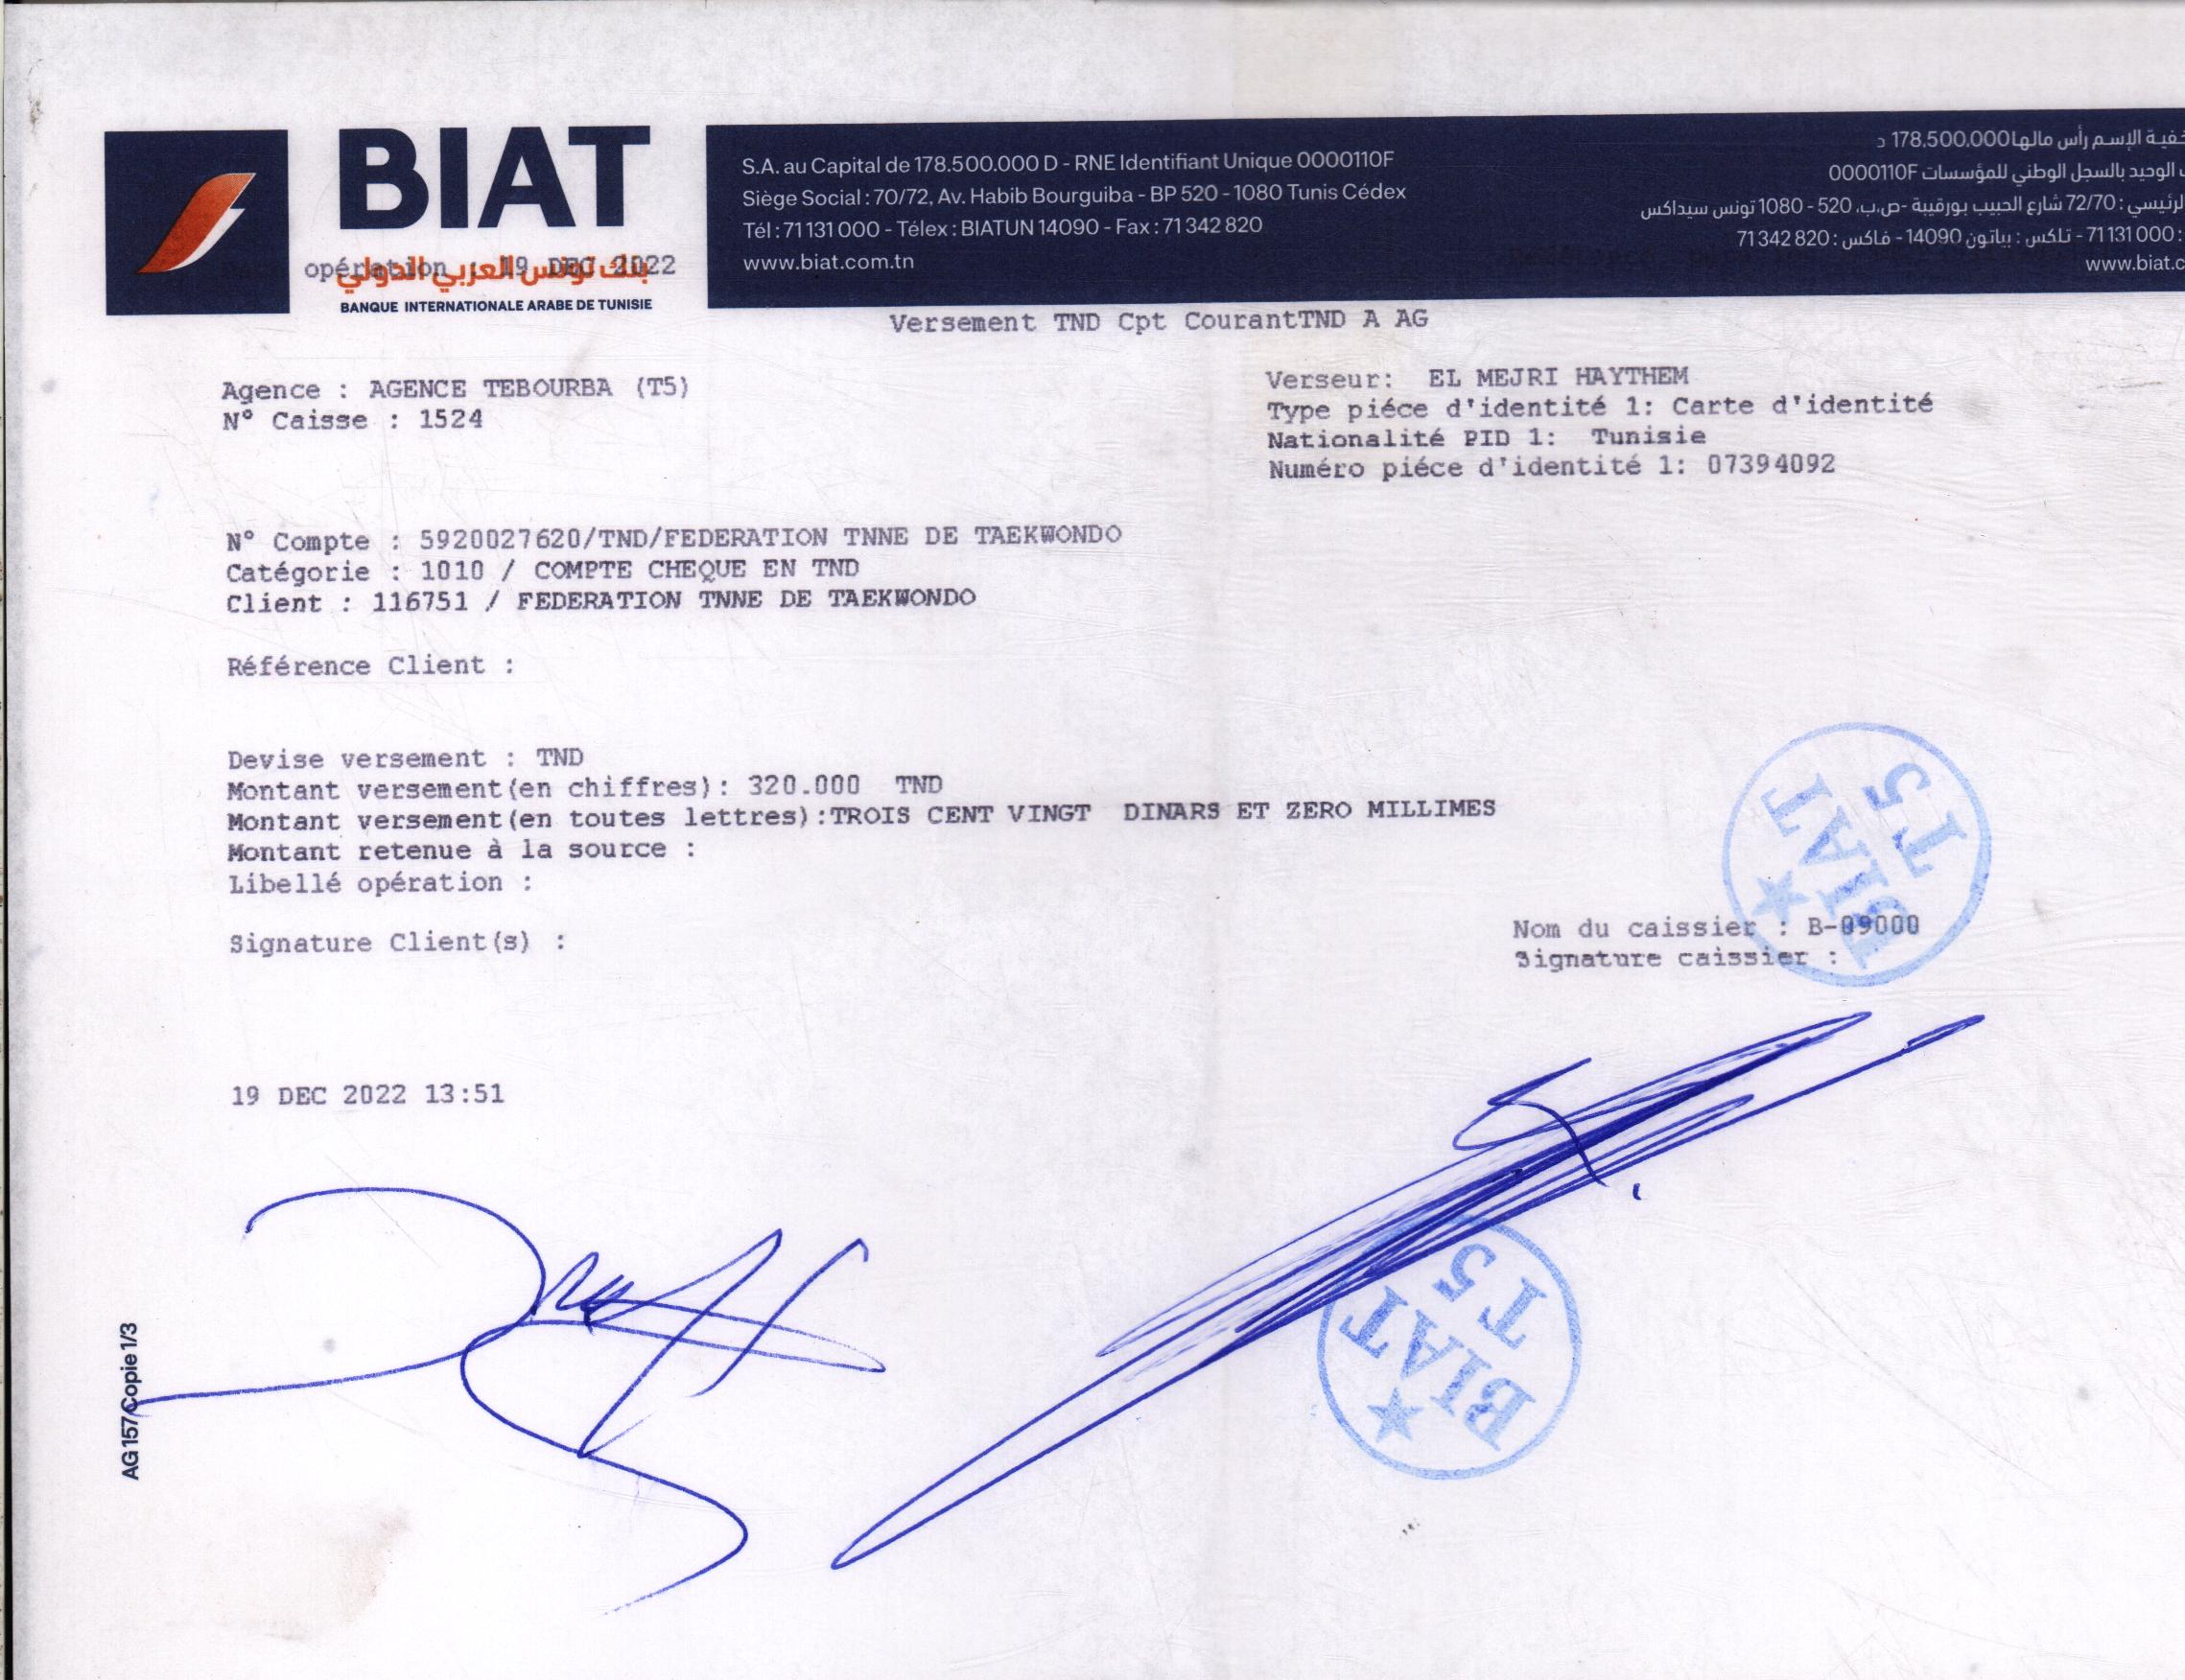 BIAT
بنك تونس العربي الدولي
opération : 19 DEC 2022
BANQUE INTERNATIONALE ARABE DE TUNISIE
S.A. au Capital de 178.500.000 D - RNE Identifiant Unique 0000110F
Siège Social : 70/72, Av. Habib Bourguiba - BP 520 - 1080 Tunis Cédex
Tél : 71 131 000 - Télex : BIATUN 14090 - Fax : 71 342 820
www.biat.com.tn
الإسم رأس مالها 178.500.000 د
الوحيد بالسجل الوطني للمؤسسات 0000110F
72/70 شارع الحبيب بورقيبة -ص.ب. 520 - 1080 تونس سيداكس
71 131 000 - تلكس : بياتون 14090 - فاكس : 71 342 820
www.biat.c
Versement TND Cpt CourantTND A AG
Agence : AGENCE TEBOURBA (T5)
N° Caisse : 1524
Verseur: EL MEJRI HAYTHEM
Type piéce d'identité 1: Carte d'identité
Nationalité PID 1: Tunisie
Numéro piéce d'identité 1: 07394092
N° Compte : 5920027620/TND/FEDERATION TNNE DE TAEKWONDO
Catégorie : 1010 / COMPTE CHEQUE EN TND
Client : 116751 / FEDERATION TNNE DE TAEKWONDO
Référence Client :
Devise versement : TND
Montant versement(en chiffres): 320.000 TND
Montant versement(en toutes lettres):TROIS CENT VINGT DINARS ET ZERO MILLIMES
Montant retenue à la source :
Libellé opération :
Signature Client(s) :
Nom du caissier : B-09000
Signature caissier :
BIAT
T5
19 DEC 2022 13:51
BIAT
T5
AG 157 Copie 1/3